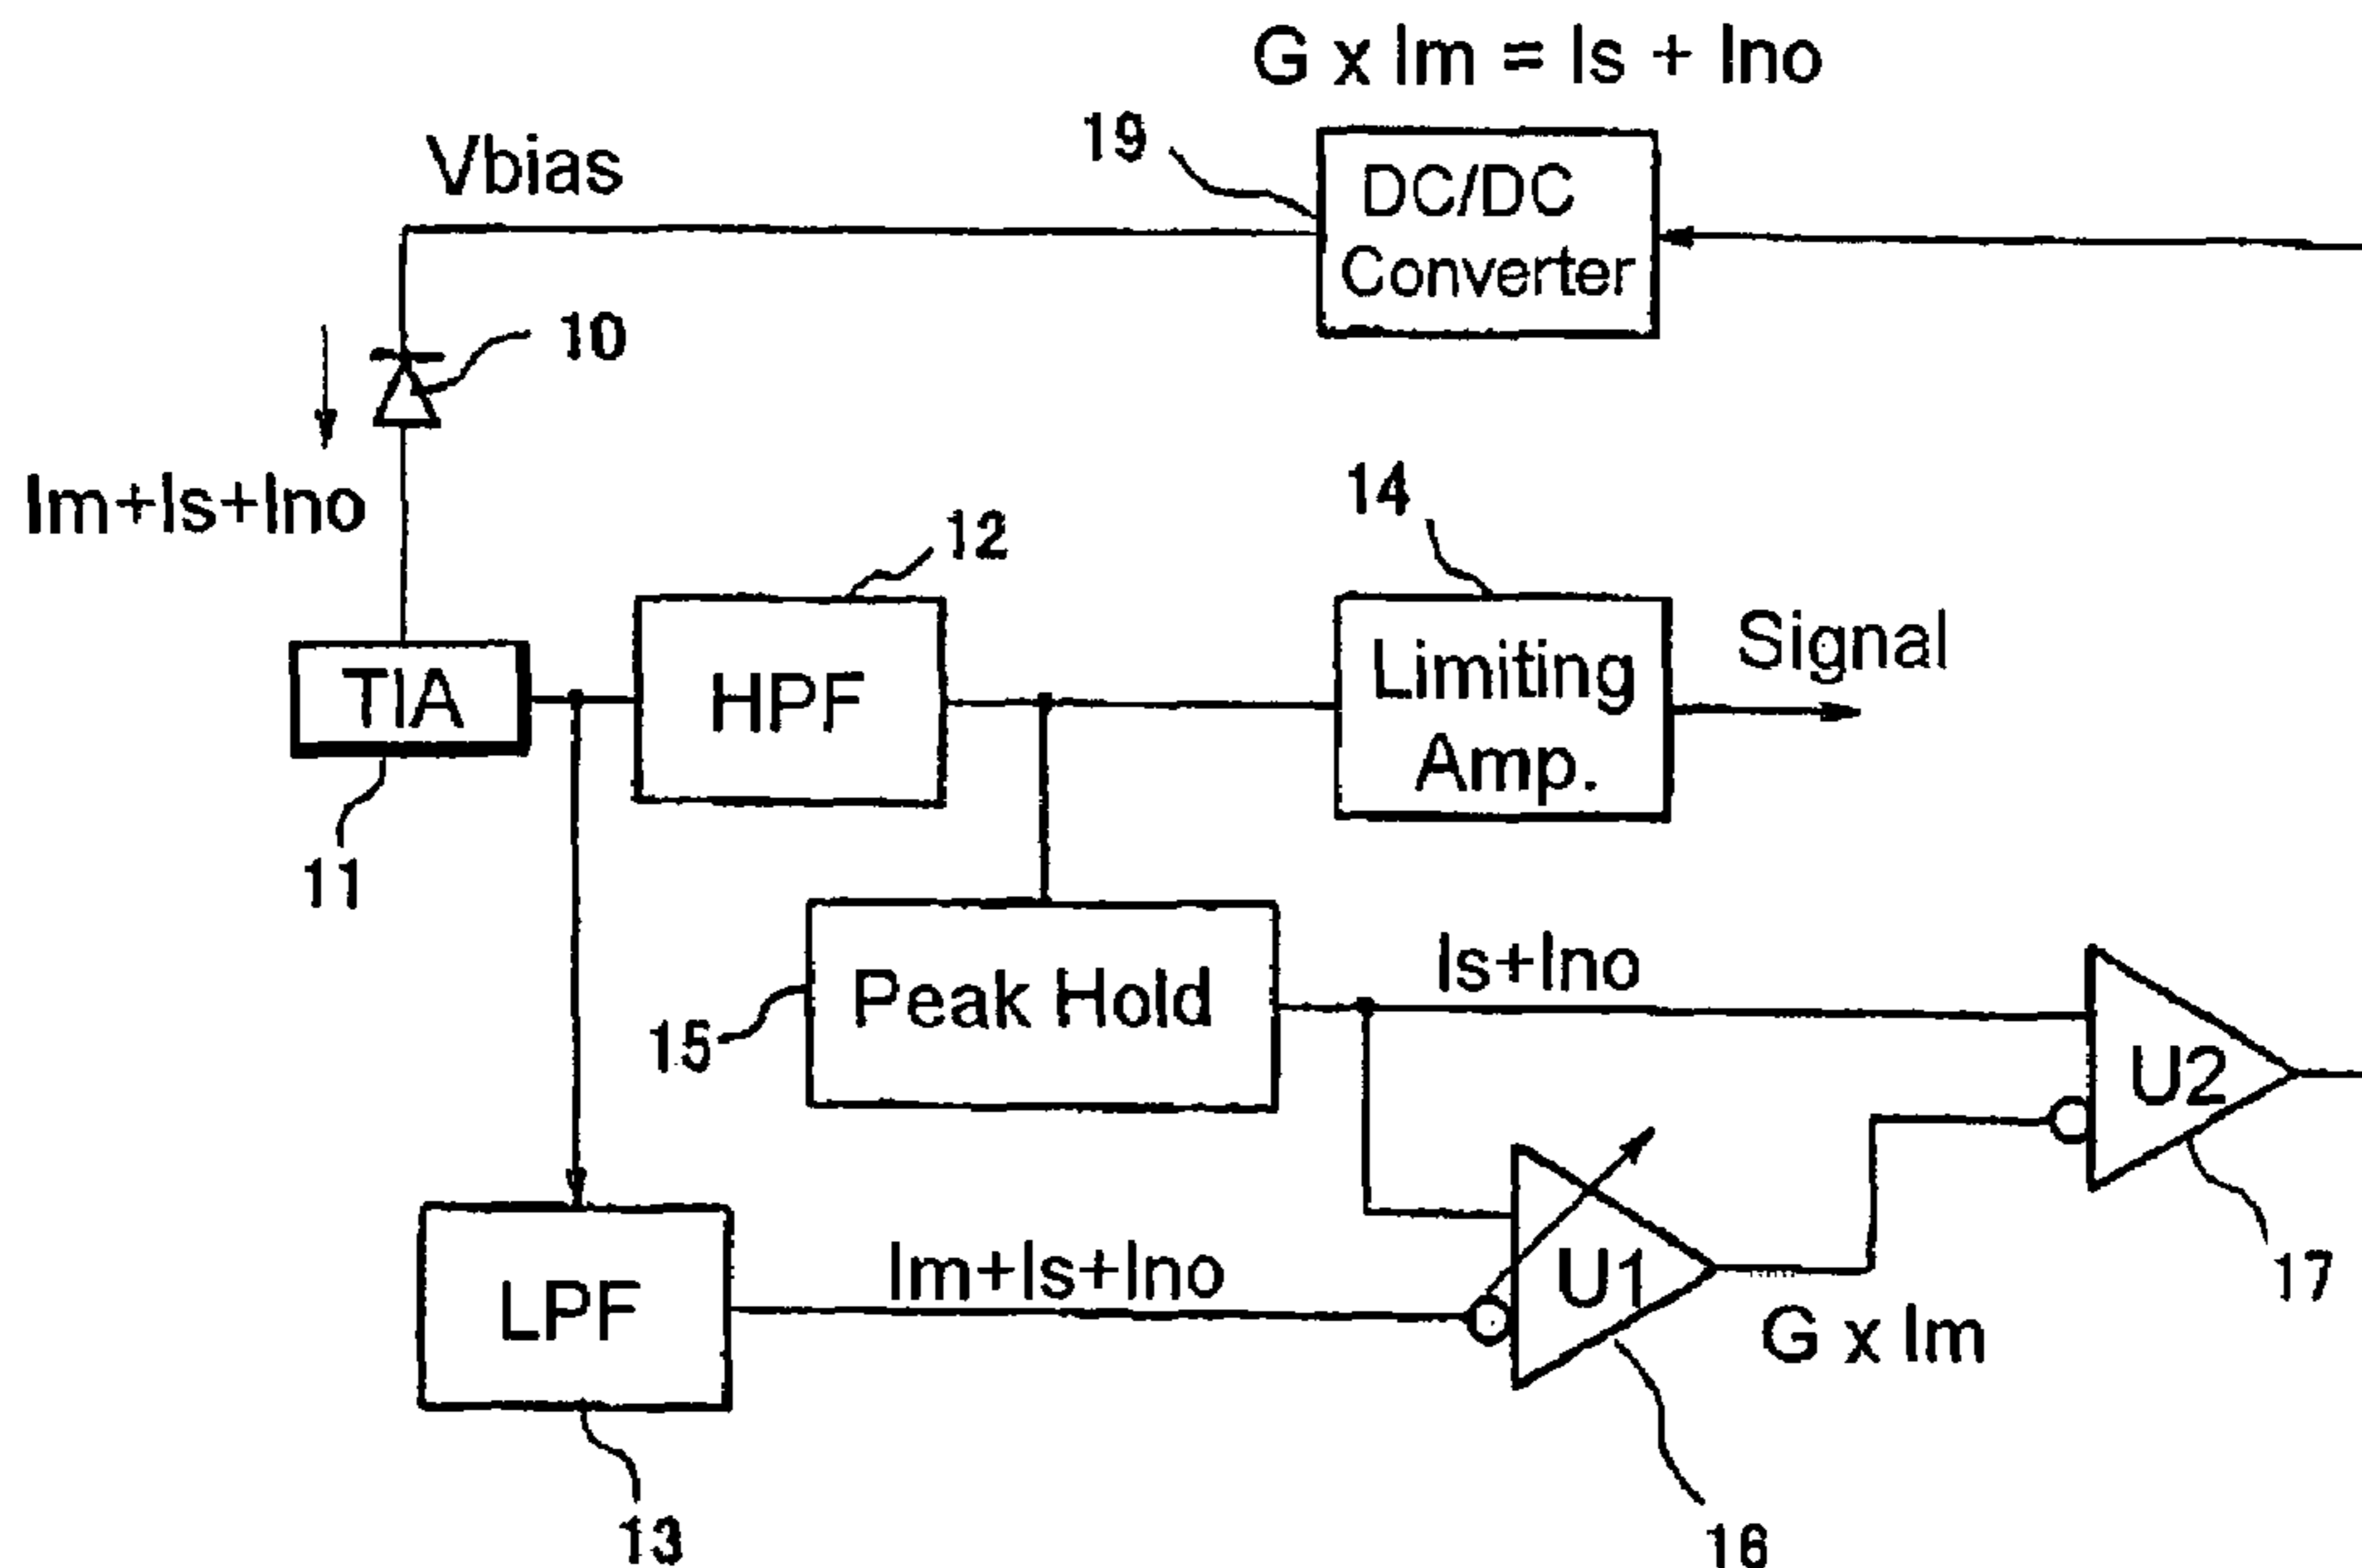 G x Im = Is + Ino
19
Vbias
DC/DC
Converter
10
Im+Is+Ino
12
14
TIA
HPF
Limiting
Amp.
Signal
11
Peak Hold
Is+Ino
15
U2
LPF
Im+Is+Ino
U1
17
G x Im
13
16